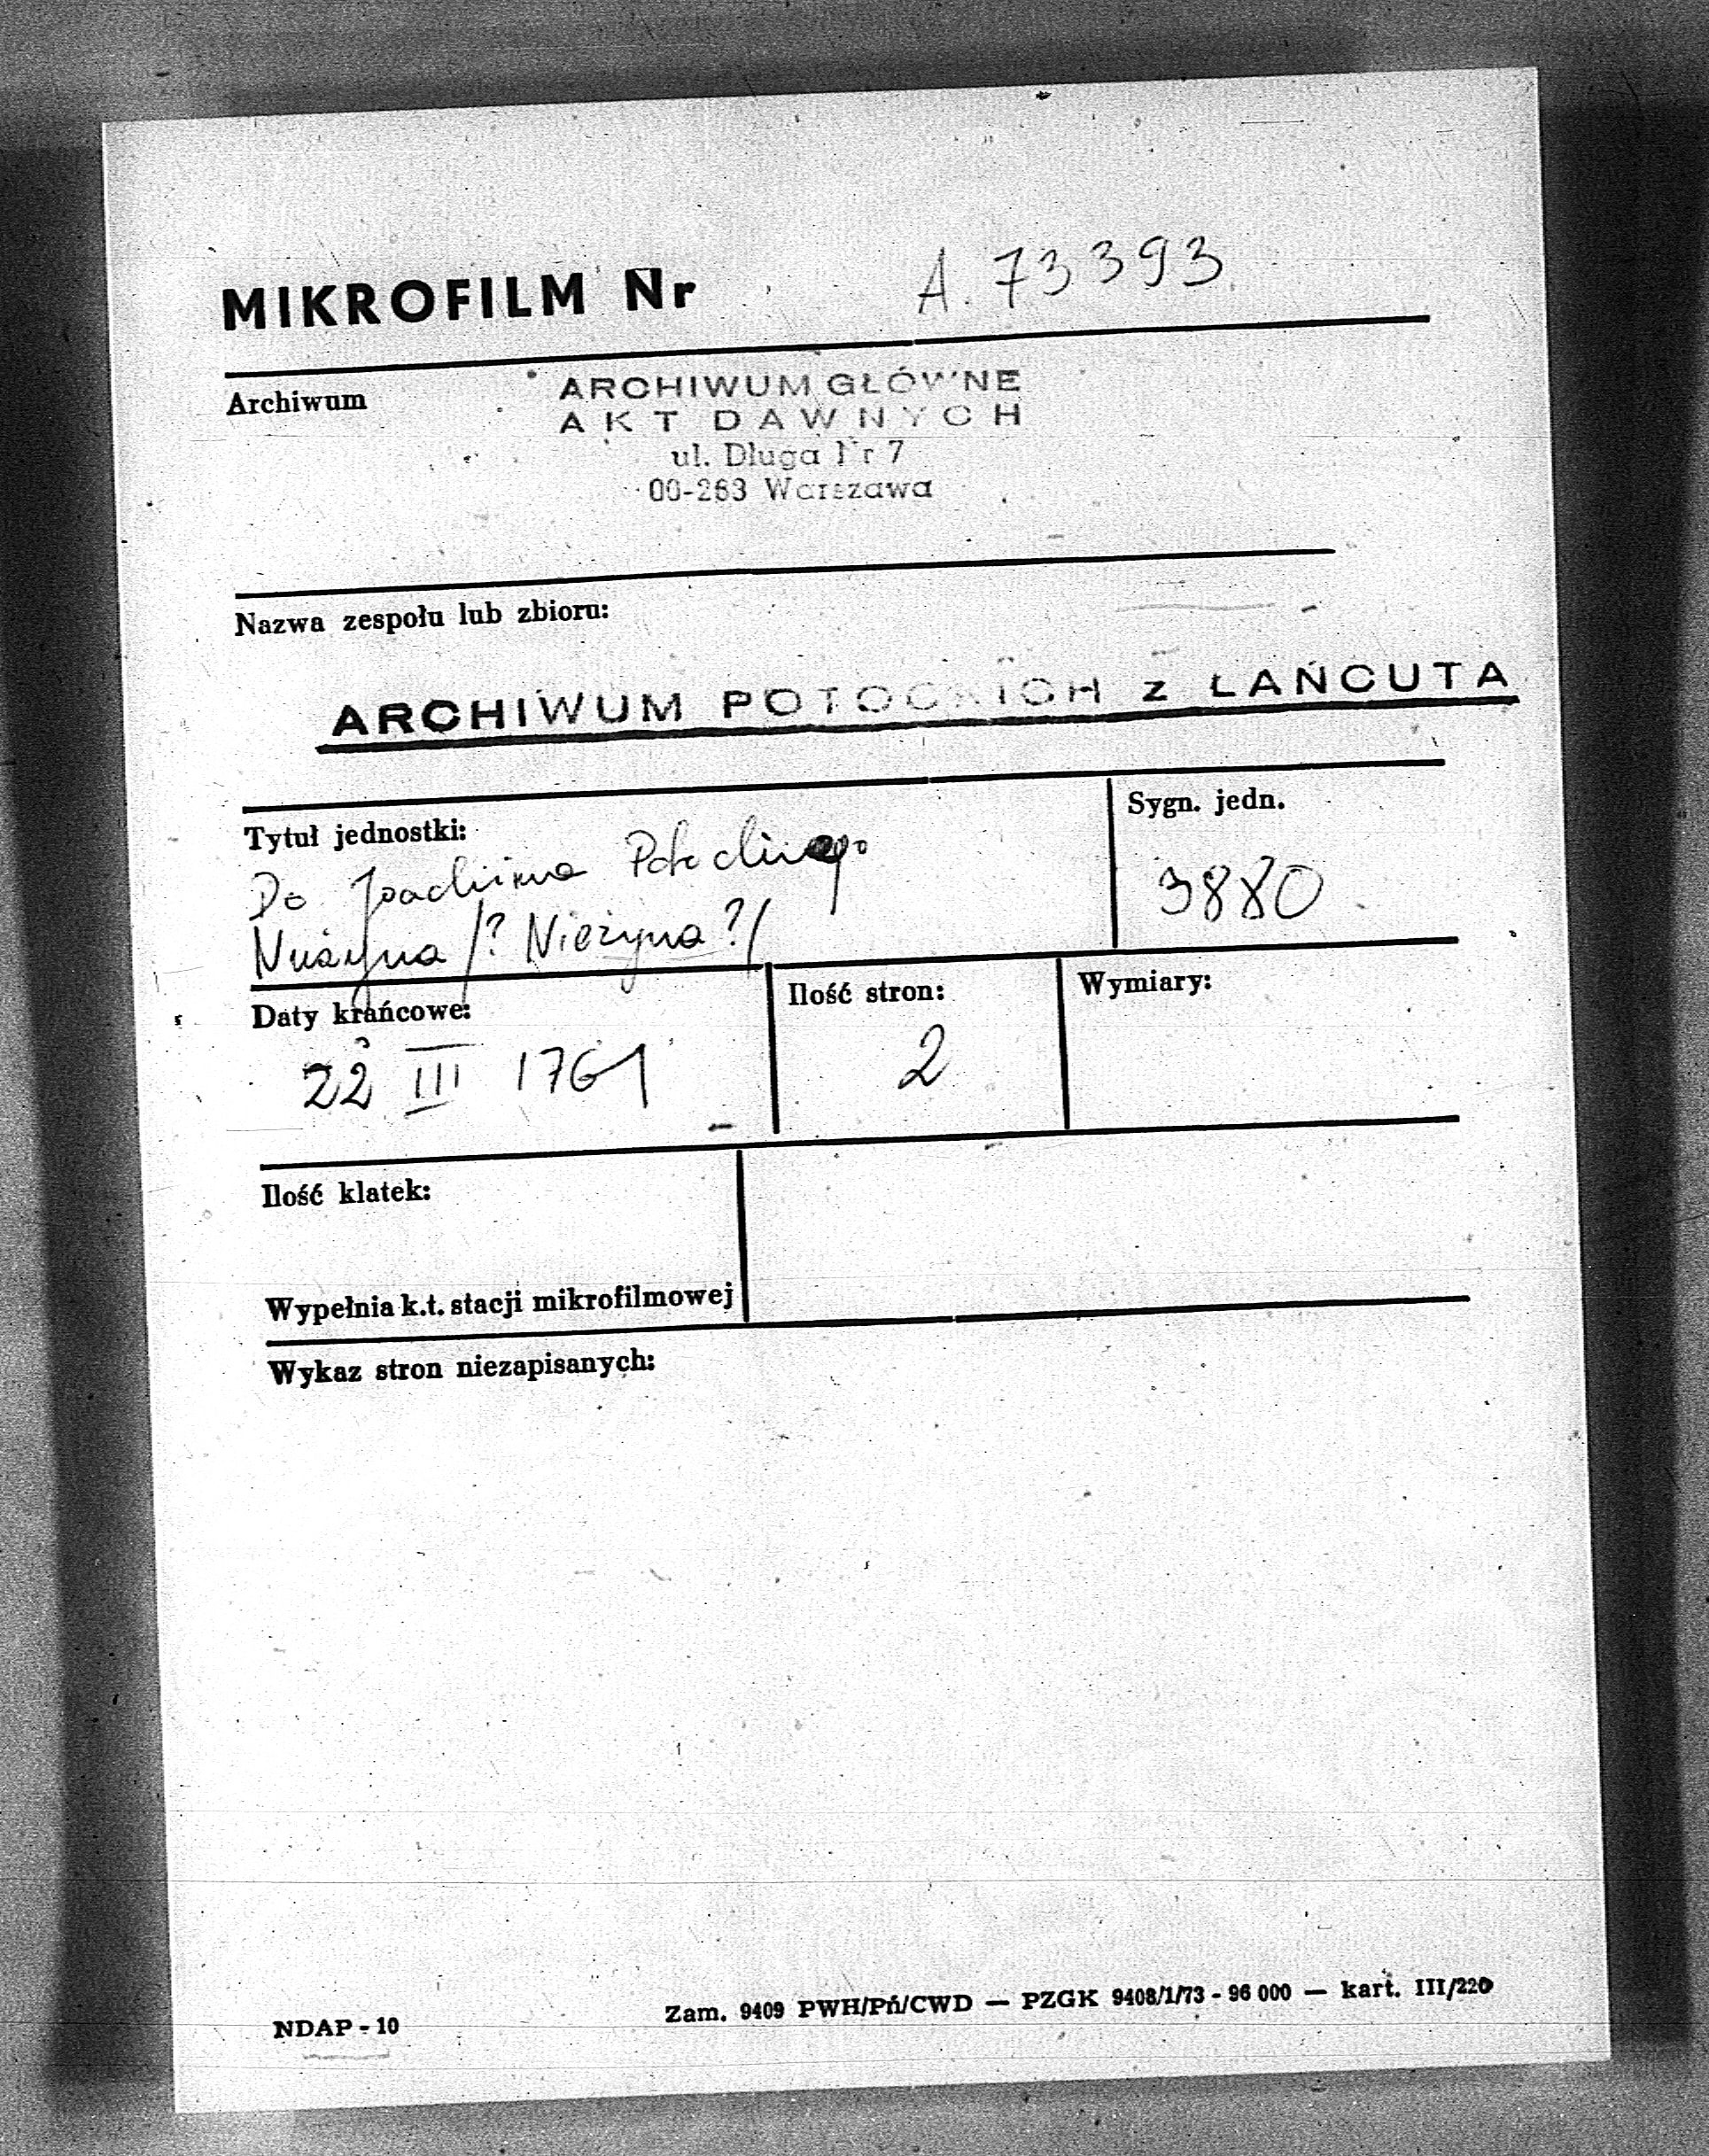 MIKROFILM Nr A. 73393
Archiwum
ARCHIWUM GŁÓWNE
AKT DAWNYCH
ul. Długa Nr 7
00-263 Warszawa
Nazwa zespołu lub zbioru:
ARCHIWUM POTOCKICH z ŁAŃCUTA
Tytuł jednostki:
Do Joachima Potockiego
Nużyna /? Nieżyna ?/
Sygn. jedn.
3880
Daty krańcowe:
22 III 1761
Ilość stron:
2
Wymiary:
Ilość klatek:
Wypełnia k.t. stacji mikrofilmowej
Wykaz stron niezapisanych:
NDAP - 10
Zam. 9409 PWH/Pń/CWD — PZGK 9408/1/73 - 96 000 — kart. III/220